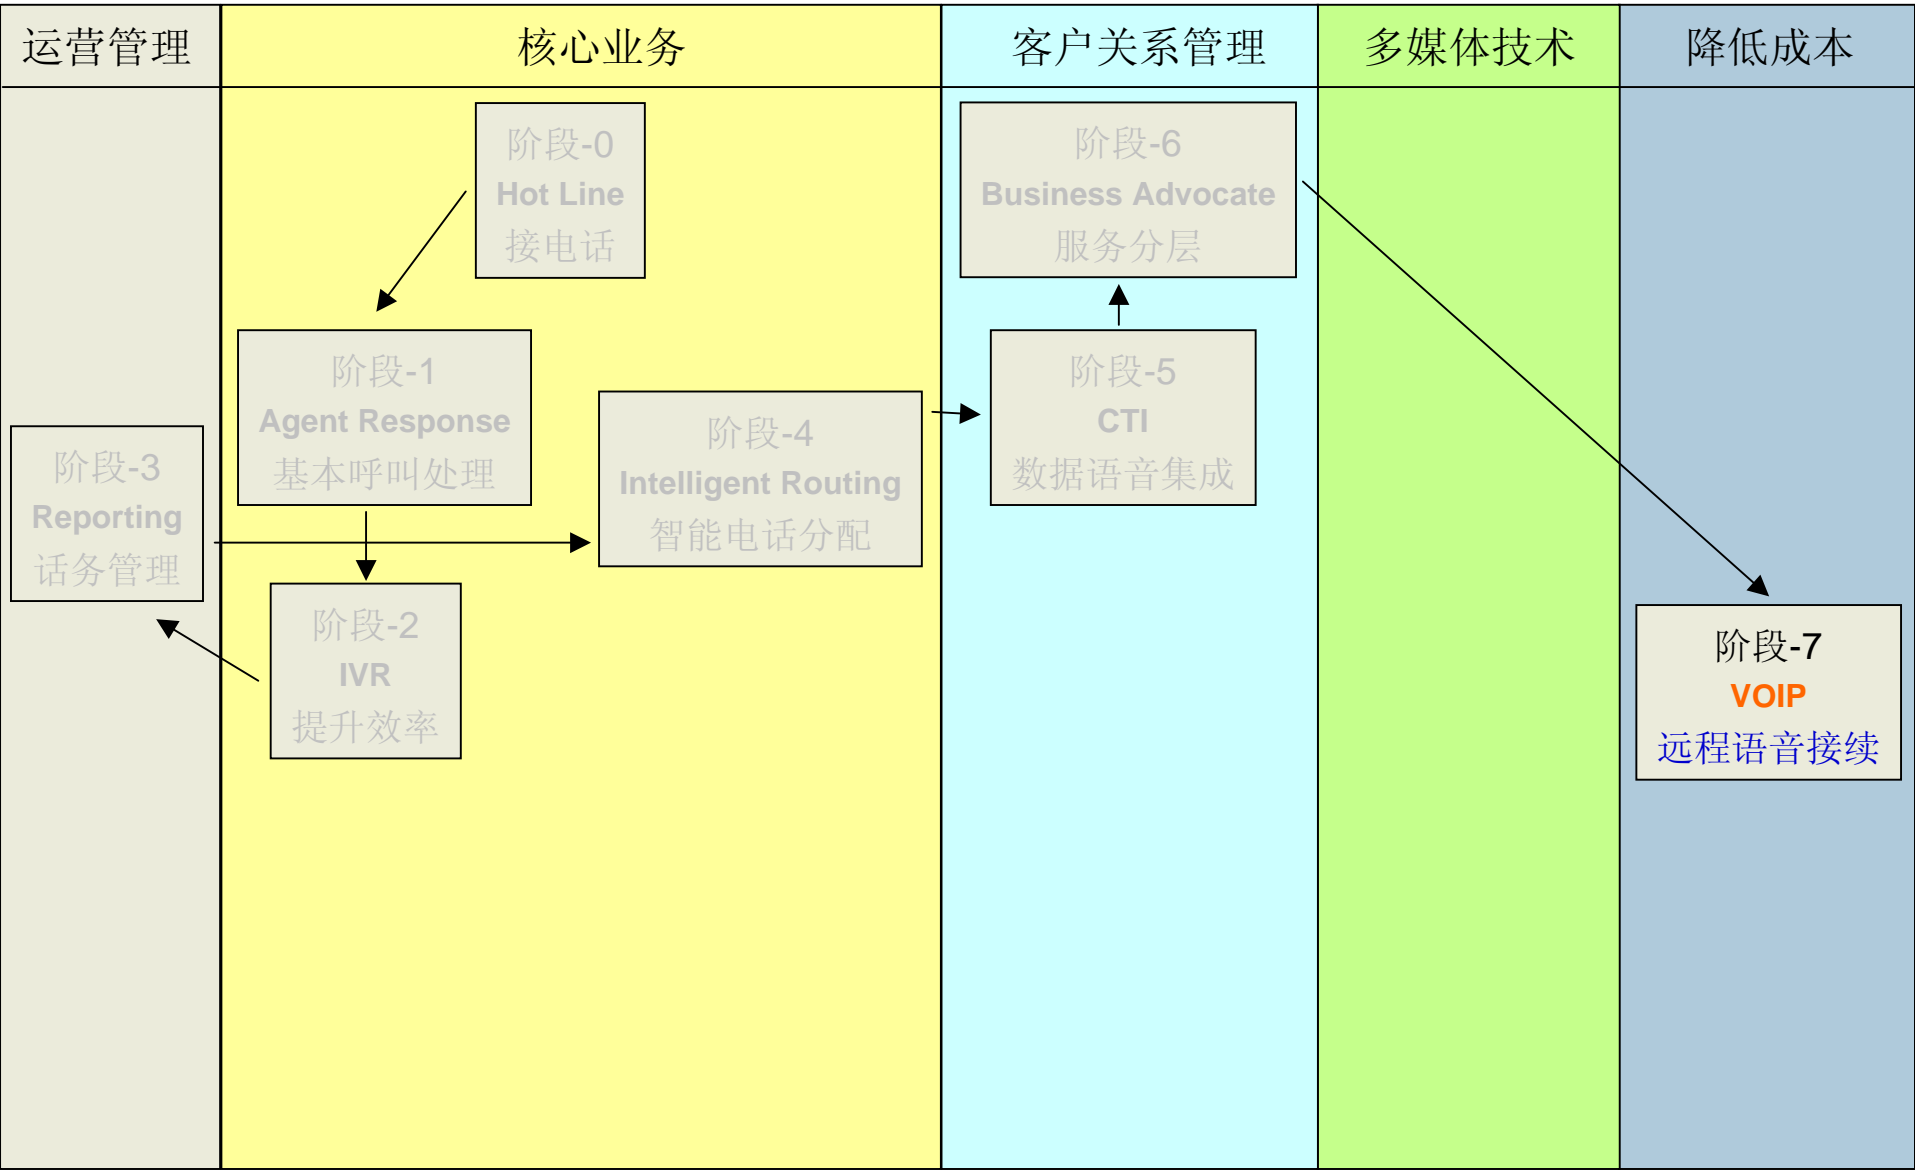 运营管理
核心业务
客户关系管理
多媒体技术
降低成本
阶段-0
Hot Line
接电话
阶段-1
Agent Response
基本呼叫处理
阶段-2
IVR
提升效率
阶段-3
Reporting
话务管理
阶段-4
Intelligent Routing
智能电话分配
阶段-5
CTI
数据语音集成
阶段-6
Business Advocate
服务分层
阶段-7
VOIP
远程语音接续